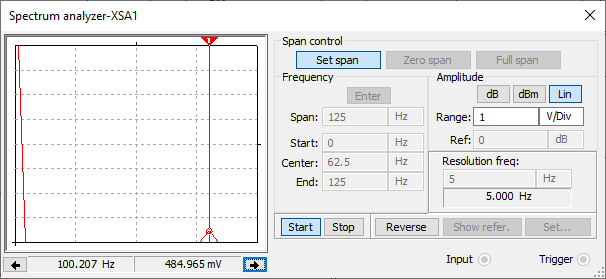 Spectrum analyzer-XSA1
1
100.207 Hz
484.965 mV
Span control
Set span
Zero span
Full span
Frequency
Enter
Span: 125 Hz
Start: 0 Hz
Center: 62.5 Hz
End: 125 Hz
Amplitude
dB dBm Lin
Range: 1 V/Div
Ref: 0 dB
Resolution freq:
5 Hz
5.000 Hz
Start Stop Reverse Show refer. Set...
Input Trigger